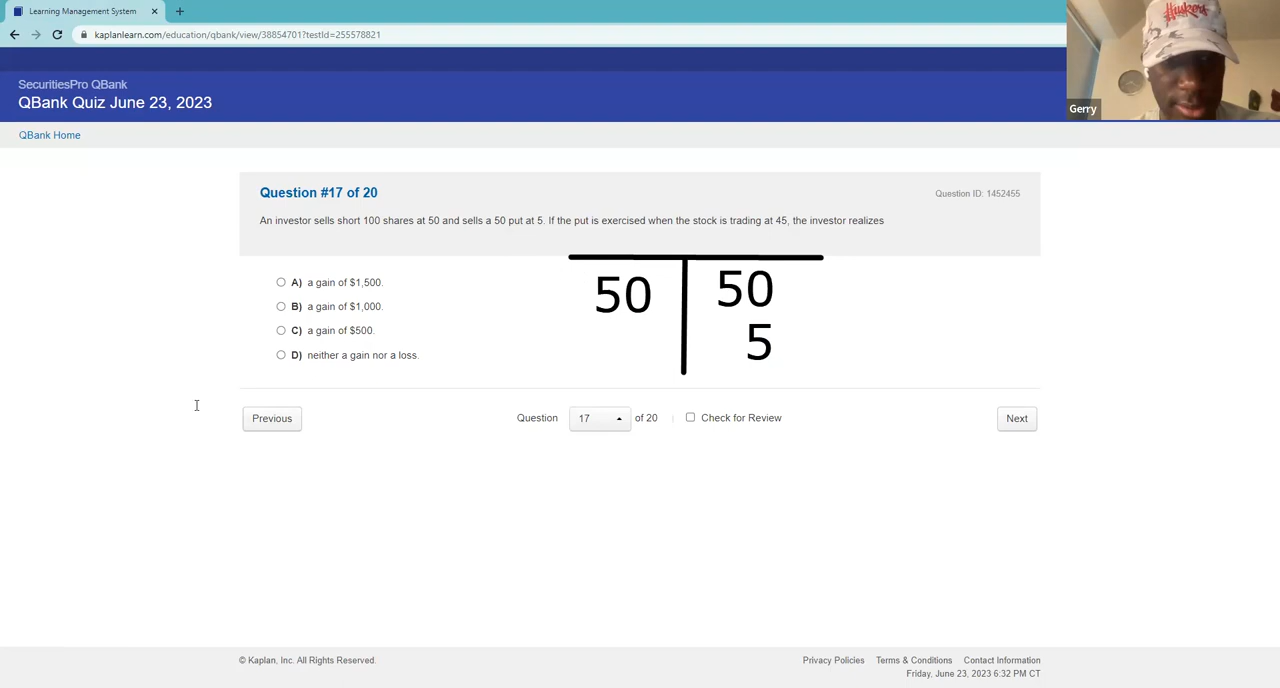 Learning Management System
kaplanlearn.com/education/qbank/view/38854701?testId=255578821
Huskers
Gerry
SecuritiesPro QBank
QBank Quiz June 23, 2023
QBank Home
Question #17 of 20
Question ID: 1452455
An investor sells short 100 shares at 50 and sells a 50 put at 5. If the put is exercised when the stock is trading at 45, the investor realizes
A) a gain of $1,500.
B) a gain of $1,000.
C) a gain of $500.
D) neither a gain nor a loss.
50 50
5
Previous
Question 17 of 20 Check for Review
Next
© Kaplan, Inc. All Rights Reserved.
Privacy Policies Terms & Conditions Contact Information
Friday, June 23, 2023 6:32 PM CT